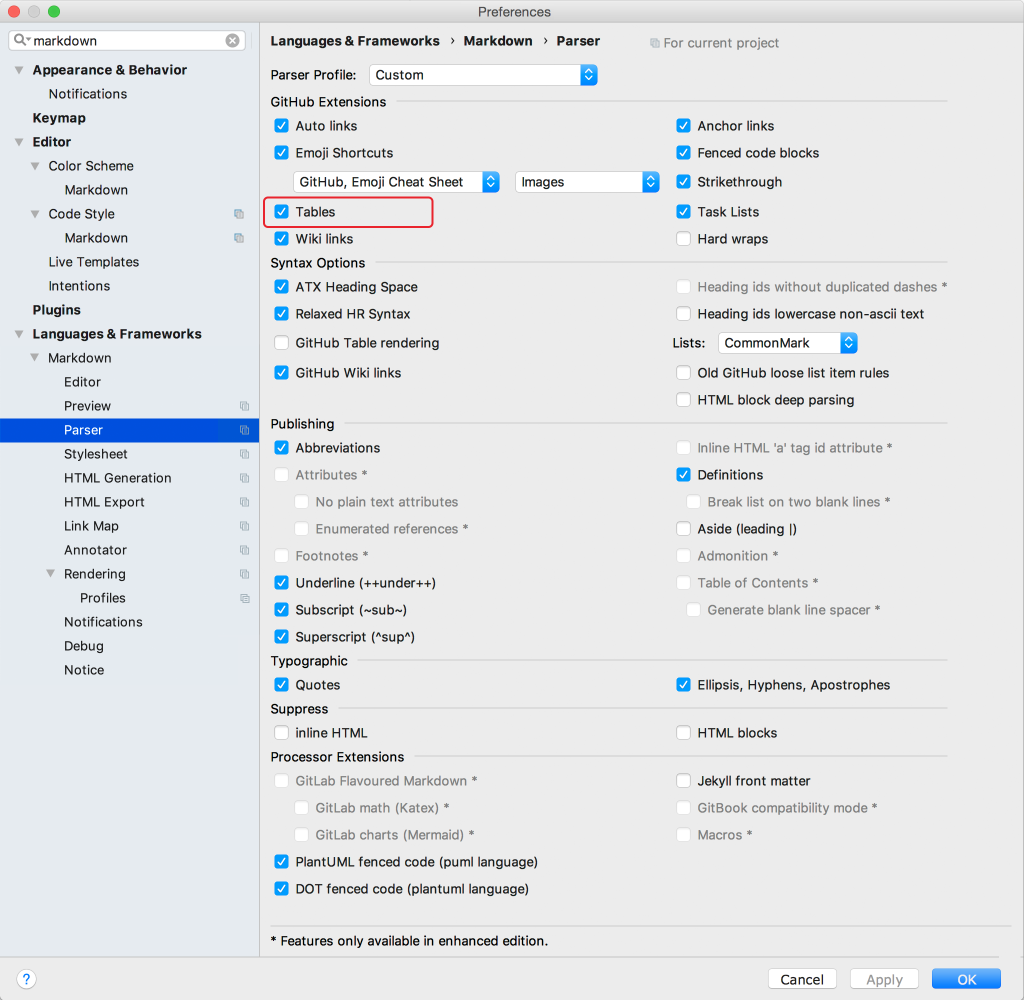 Preferences
markdown
Appearance & Behavior
Notifications
Keymap
Editor
Color Scheme
Markdown
Code Style
Markdown
Live Templates
Intentions
Plugins
Languages & Frameworks
Markdown
Editor
Preview
Parser
Stylesheet
HTML Generation
HTML Export
Link Map
Annotator
Rendering
Profiles
Notifications
Debug
Notice
Languages & Frameworks › Markdown › Parser For current project
Parser Profile: Custom
GitHub Extensions
Auto links Anchor links
Emoji Shortcuts Fenced code blocks
GitHub, Emoji Cheat Sheet Images Strikethrough
Tables Task Lists
Wiki links Hard wraps
Syntax Options
ATX Heading Space Heading ids without duplicated dashes *
Relaxed HR Syntax Heading ids lowercase non-ascii text
GitHub Table rendering Lists: CommonMark
GitHub Wiki links Old GitHub loose list item rules
HTML block deep parsing
Publishing
Abbreviations Inline HTML 'a' tag id attribute *
Attributes * Definitions
No plain text attributes Break list on two blank lines *
Enumerated references * Aside (leading |)
Footnotes * Admonition *
Underline (++under++) Table of Contents *
Subscript (~sub~) Generate blank line spacer *
Superscript (^sup^)
Typographic
Quotes Ellipsis, Hyphens, Apostrophes
Suppress
inline HTML HTML blocks
Processor Extensions
GitLab Flavoured Markdown * Jekyll front matter
GitLab math (Katex) * GitBook compatibility mode *
GitLab charts (Mermaid) * Macros *
PlantUML fenced code (puml language)
DOT fenced code (plantuml language)
* Features only available in enhanced edition.
? Cancel Apply OK